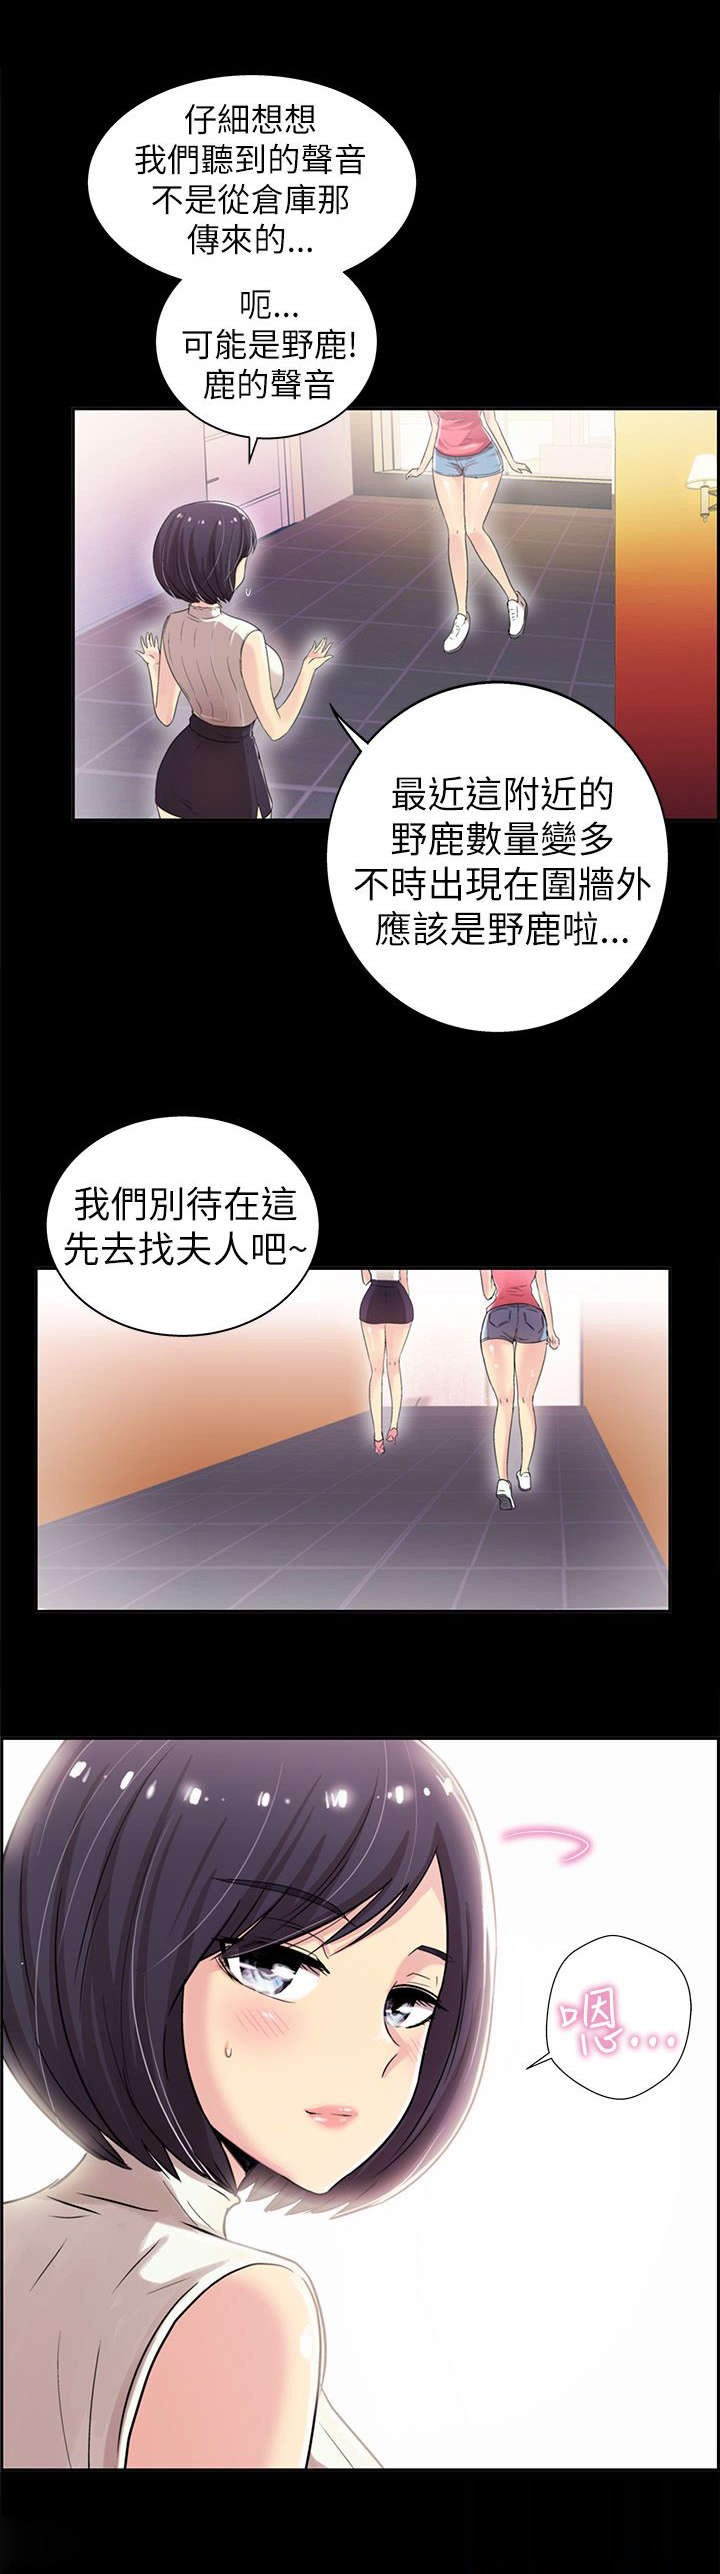 仔細想想
我們聽到的聲音
不是從倉庫那
傳來的...
呃...
可能是野鹿!
鹿的聲音
最近這附近的
野鹿數量變多
不時出現在圍牆外
應該是野鹿啦...
我們別待在這
先去找夫人吧~
嗯...